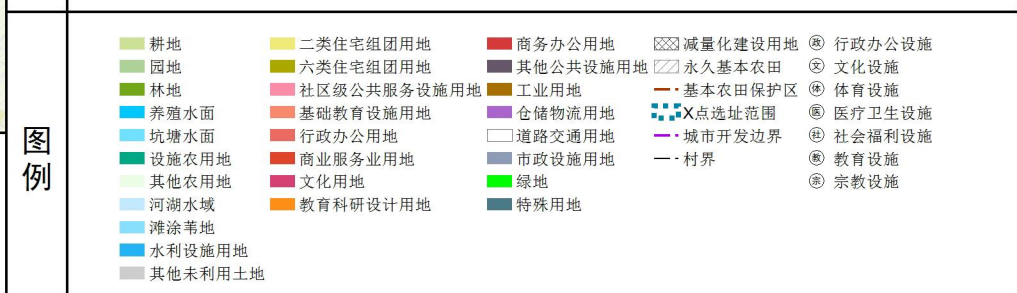 图例
耕地
园地
林地
养殖水面
坑塘水面
设施农用地
其他农用地
河湖水域
滩涂苇地
水利设施用地
其他未利用土地
二类住宅组团用地
六类住宅组团用地
社区级公共服务设施用地
基础教育设施用地
行政办公用地
商业服务业用地
文化用地
教育科研设计用地
商务办公用地
其他公共设施用地
工业用地
仓储物流用地
道路交通用地
市政设施用地
绿地
特殊用地
减量化建设用地
永久基本农田
基本农田保护区
X点选址范围
城市开发边界
村界
政 行政办公设施
文 文化设施
体 体育设施
医 医疗卫生设施
社 社会福利设施
教 教育设施
宗 宗教设施